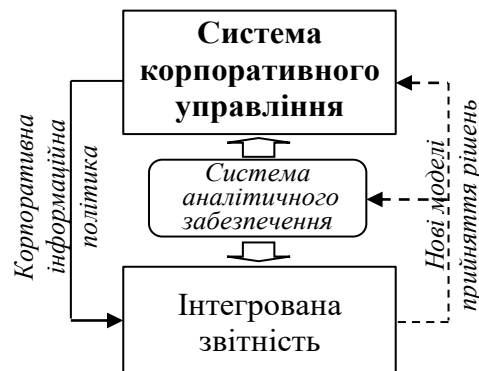 Система
корпоративного
управління
Корпоративна
інформаційна
політика
Система
аналітичного
забезпечення
Нові моделі
прийняття рішень
Інтегрована
звітність